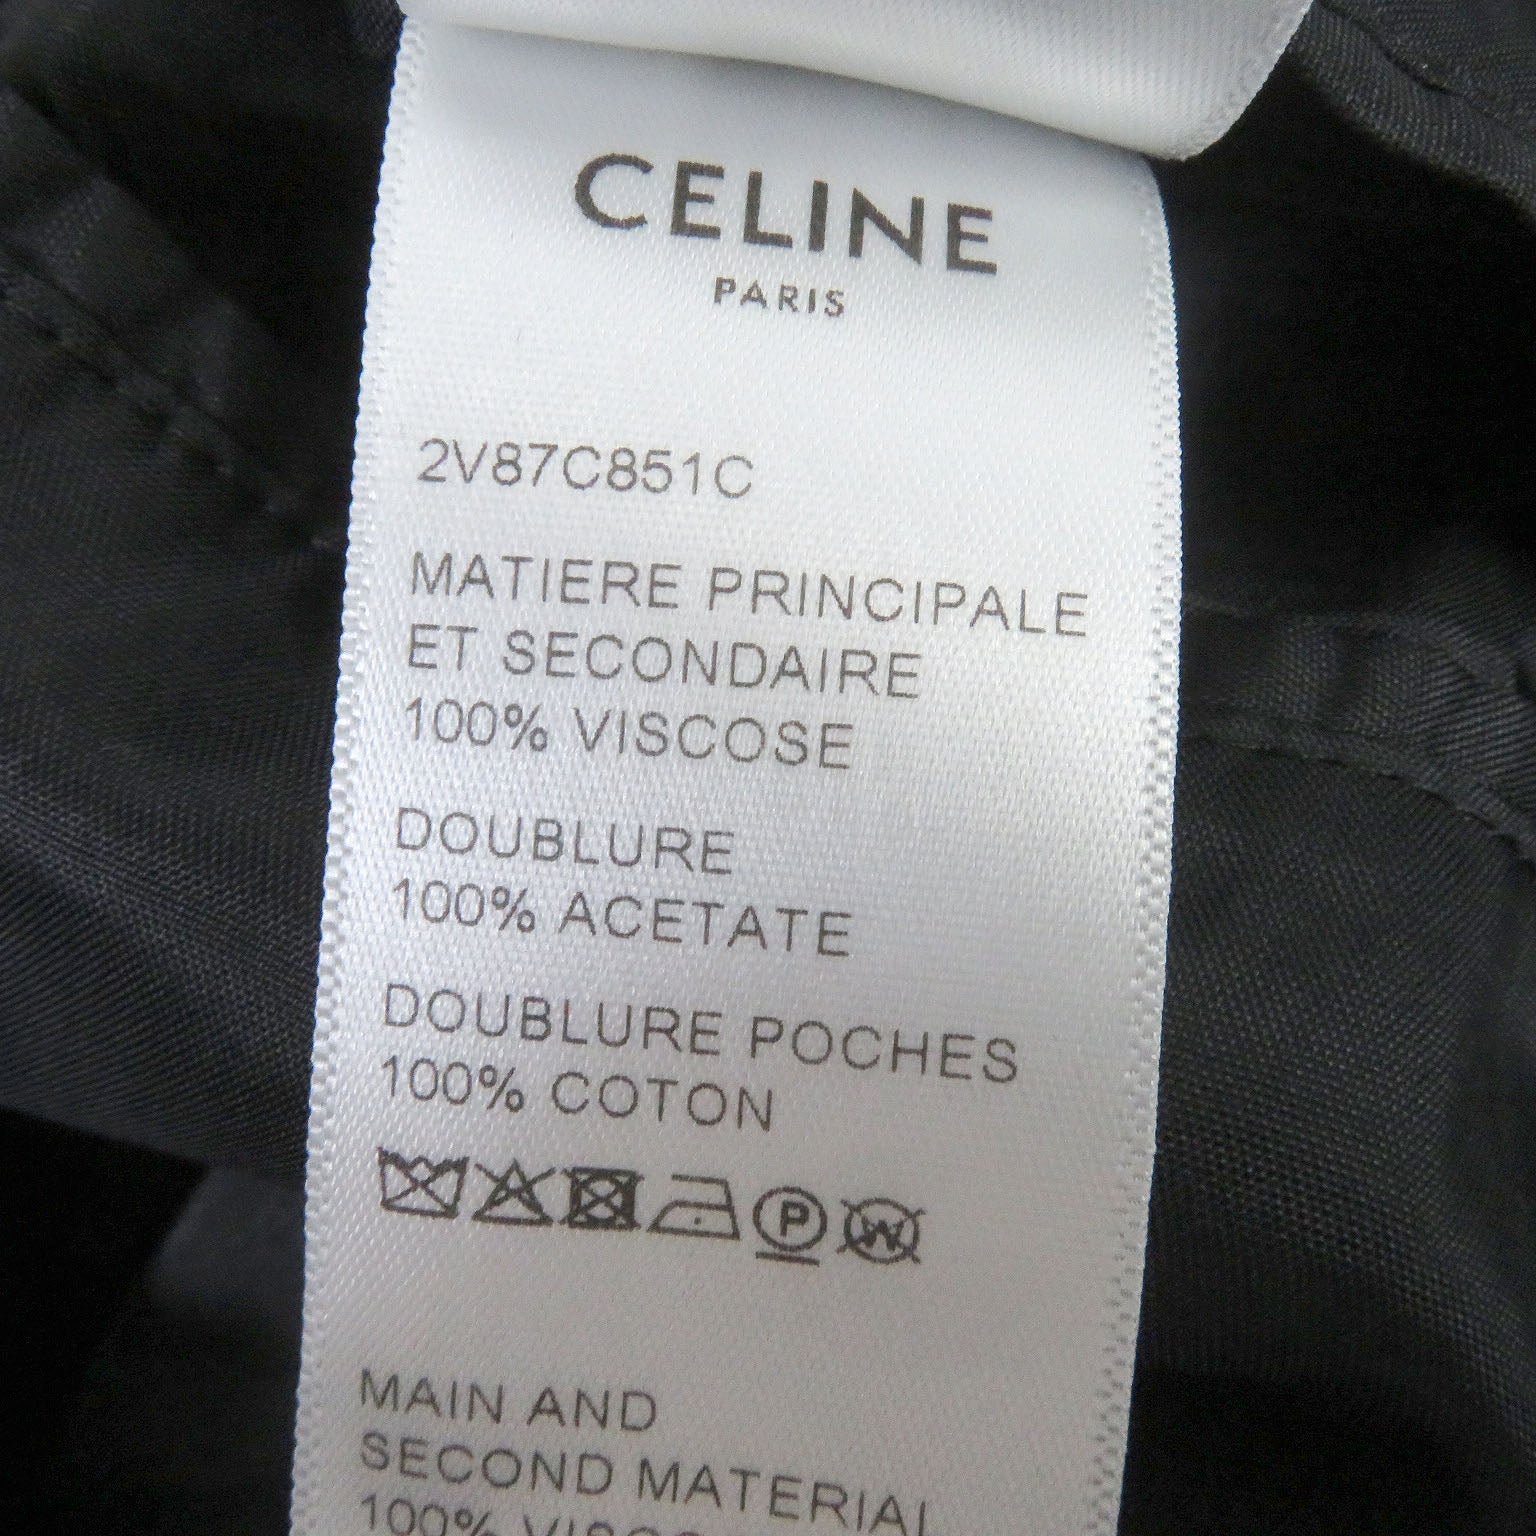 CELINE
PARIS
2V87C851C
MATIERE PRINCIPALE
ET SECONDAIRE
100% VISCOSE
DOUBLURE
100% ACETATE
DOUBLURE POCHES
100% COTON
P W
MAIN AND
SECOND MATERIAL
100%